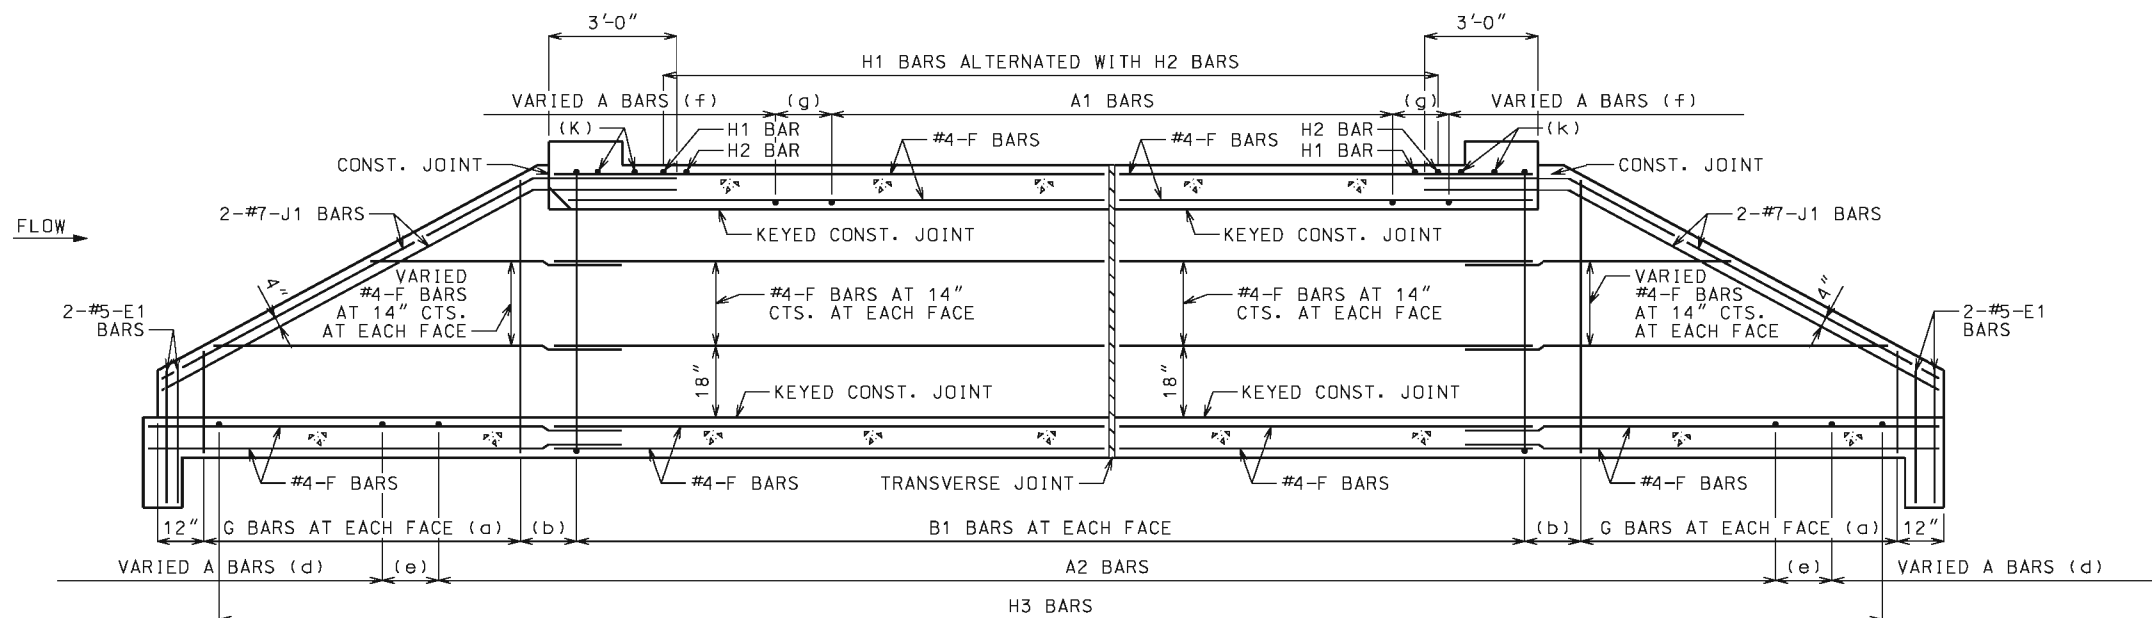 3'-0" 3'-0"
H1 BARS ALTERNATED WITH H2 BARS
VARIED A BARS (f) (g) A1 BARS (g) VARIED A BARS (f)
(K) H1 BAR #4-F BARS #4-F BARS H2 BAR (k)
CONST. JOINT H2 BAR H1 BAR CONST. JOINT
2-#7-J1 BARS 2-#7-J1 BARS
FLOW KEYED CONST. JOINT KEYED CONST. JOINT
VARIED
#4-F BARS
AT 14" CTS.
AT EACH FACE
#4-F BARS AT 14"
CTS. AT EACH FACE
#4-F BARS AT 14"
CTS. AT EACH FACE
VARIED
#4-F BARS
AT 14" CTS.
AT EACH FACE
4" 4"
2-#5-E1
BARS
2-#5-E1
BARS
18" 18"
KEYED CONST. JOINT KEYED CONST. JOINT
#4-F BARS #4-F BARS TRANSVERSE JOINT #4-F BARS #4-F BARS
12" G BARS AT EACH FACE (a) (b) B1 BARS AT EACH FACE (b) G BARS AT EACH FACE (a) 12"
VARIED A BARS (d) (e) A2 BARS (e) VARIED A BARS (d)
H3 BARS